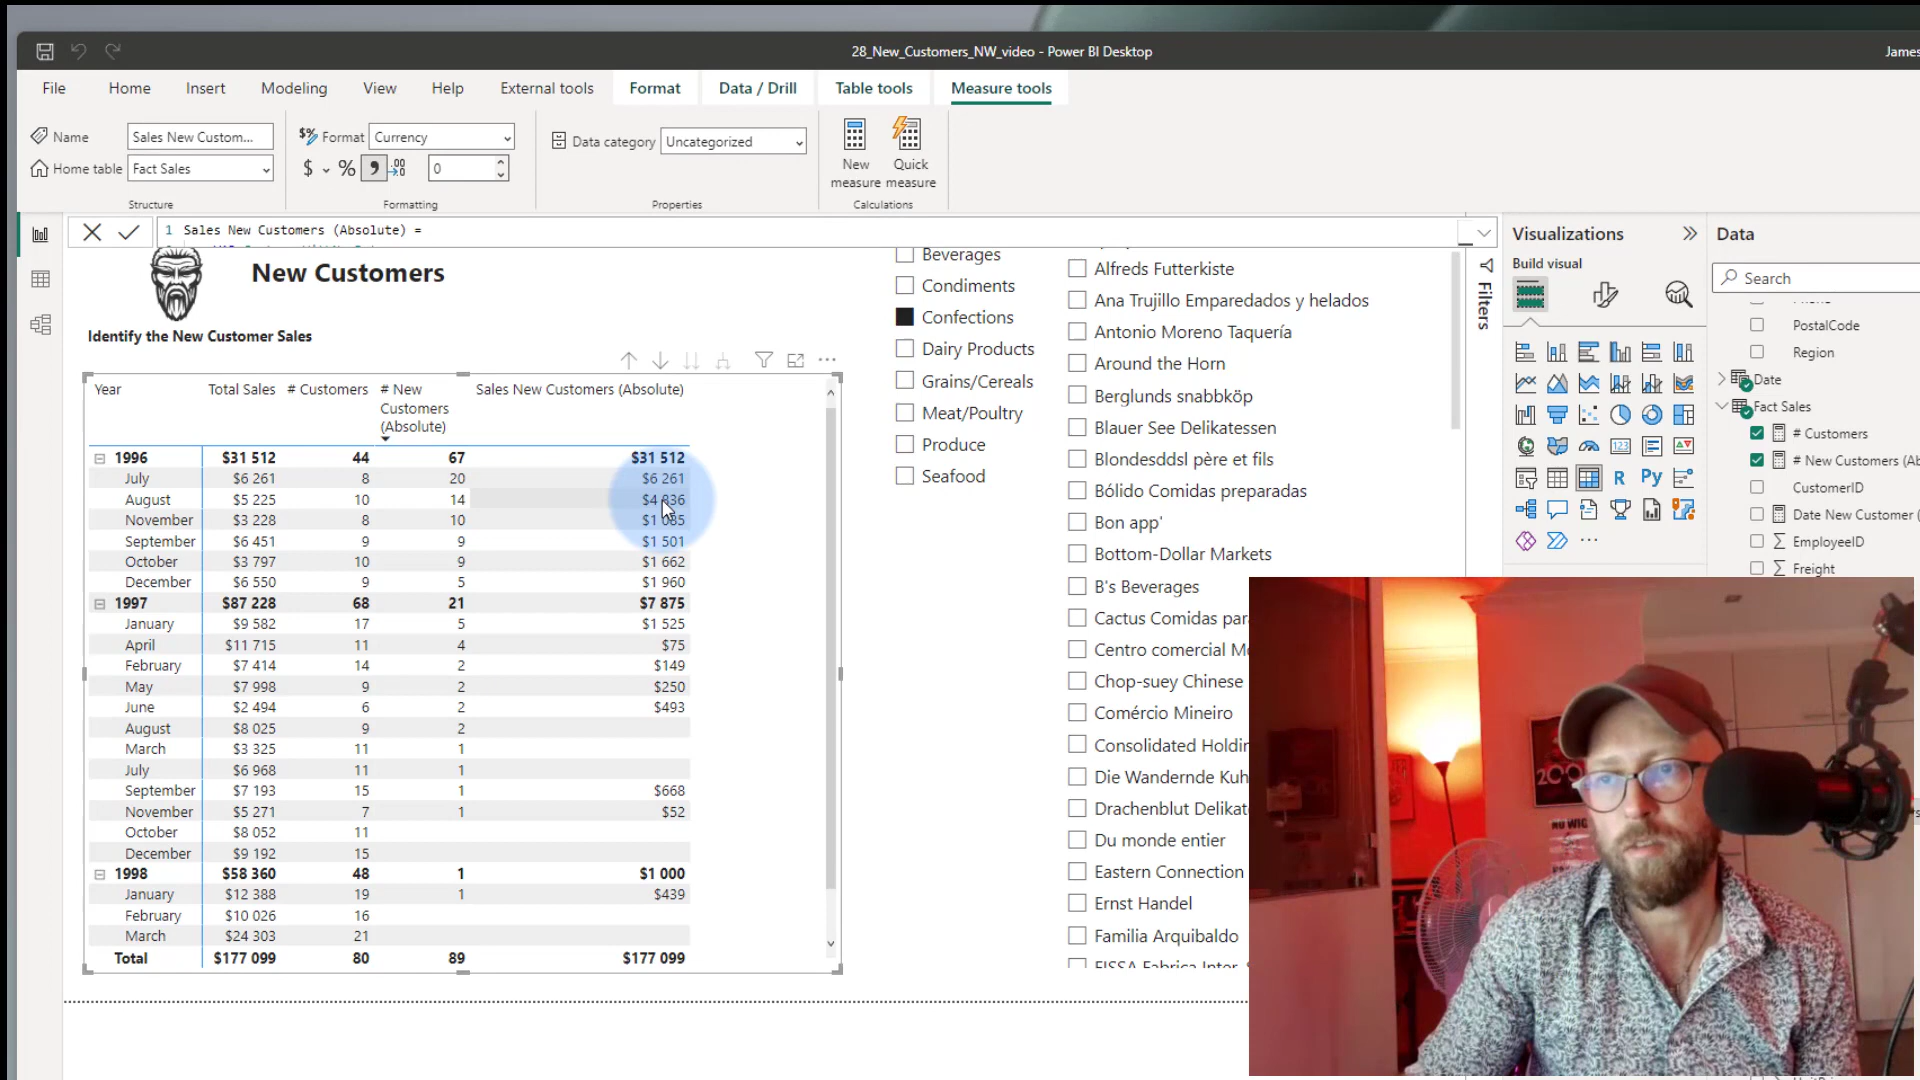 28_New_Customers_NW_video - Power BI Desktop
James
File Home Insert Modeling View Help External tools Format Data / Drill Table tools Measure tools
Name Sales New Custom...
Home table Fact Sales
Structure
Format Currency
$ % 0
Formatting
Data category Uncategorized
Properties
New measure
Quick measure
Calculations
1 Sales New Customers (Absolute) =
New Customers
Identify the New Customer Sales
Year Total Sales # Customers # New Customers (Absolute) Sales New Customers (Absolute)
1996 $31 512 44 67 $31 512
July $6 261 8 20 $6 261
August $5 225 10 14 $4 836
November $3 228 8 10 $1 085
September $6 451 9 9 $1 501
October $3 797 10 9 $1 662
December $6 550 9 5 $1 960
1997 $87 228 68 21 $7 875
January $9 582 17 5 $1 525
April $11 715 11 4 $75
February $7 414 14 2 $149
May $7 998 9 2 $250
June $2 494 6 2 $493
August $8 025 9 2
March $3 325 11 1
July $6 968 11 1
September $7 193 15 1 $668
November $5 271 7 1 $52
October $8 052 11
December $9 192 15
1998 $58 360 48 1 $1 000
January $12 388 19 1 $439
February $10 026 16
March $24 303 21
Total $177 099 80 89 $177 099
Beverages
Condiments
Confections
Dairy Products
Grains/Cereals
Meat/Poultry
Produce
Seafood
Alfreds Futterkiste
Ana Trujillo Emparedados y helados
Antonio Moreno Taquería
Around the Horn
Berglunds snabbköp
Blauer See Delikatessen
Blondesddsl père et fils
Bólido Comidas preparadas
Bon app'
Bottom-Dollar Markets
B's Beverages
Cactus Comidas par
Centro comercial Mo
Chop-suey Chinese
Comércio Mineiro
Consolidated Holdin
Die Wandernde Kuh
Drachenblut Delikat
Du monde entier
Eastern Connection
Ernst Handel
Familia Arquibaldo
FISSA Fabrica Inter.
Filters
Visualizations
Build visual
R Py
Data
Search
PostalCode
Region
Date
Fact Sales
# Customers
# New Customers (Ab
CustomerID
Date New Customer (
EmployeeID
Freight